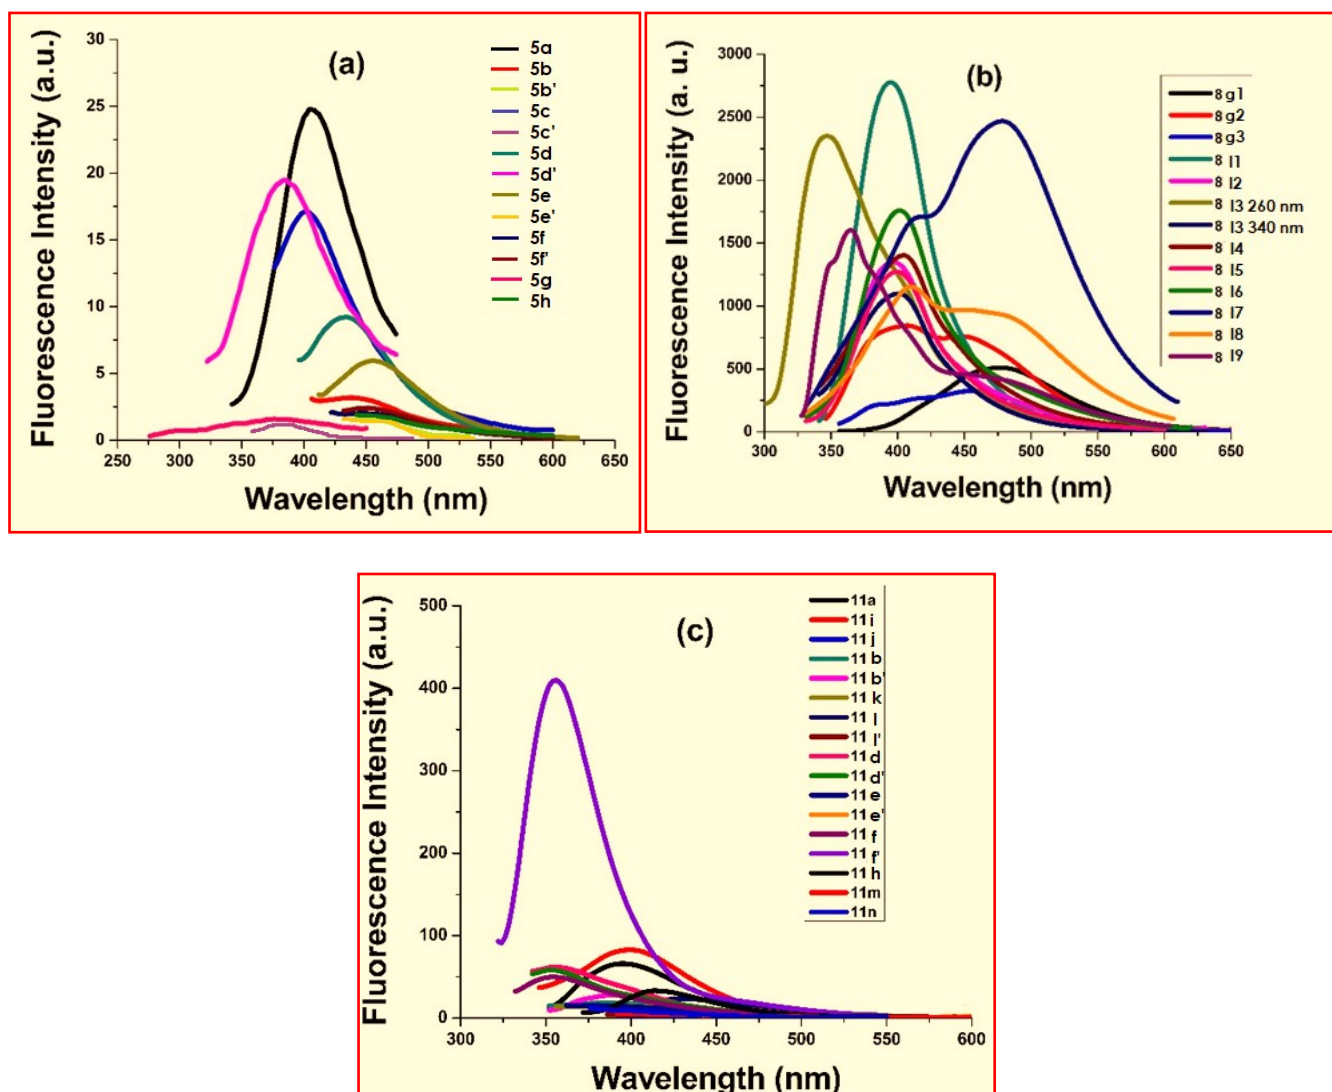 (a)
Fluorescence Intensity (a.u.)
30
25
20
15
10
5
0
250 300 350 400 450 500 550 600 650
Wavelength (nm)
5a
5b
5b'
5c
5c'
5d
5d'
5e
5e'
5f
5f'
5g
5h
(b)
Fluorescence Intensity (a. u.)
3000
2500
2000
1500
1000
500
0
300 350 400 450 500 550 600 650
Wavelength (nm)
8 g1
8 g2
8 g3
8 l1
8 l2
8 l3 260 nm
8 l3 340 nm
8 l4
8 l5
8 l6
8 l7
8 l8
8 l9
(c)
Fluorescence Intensity (a.u.)
500
400
300
200
100
0
300 350 400 450 500 550 600
Wavelength (nm)
11a
11 i
11 j
11 b
11 b'
11 k
11 l
11 l'
11 d
11 d'
11 e
11 e'
11 f
11 f'
11 h
11m
11n